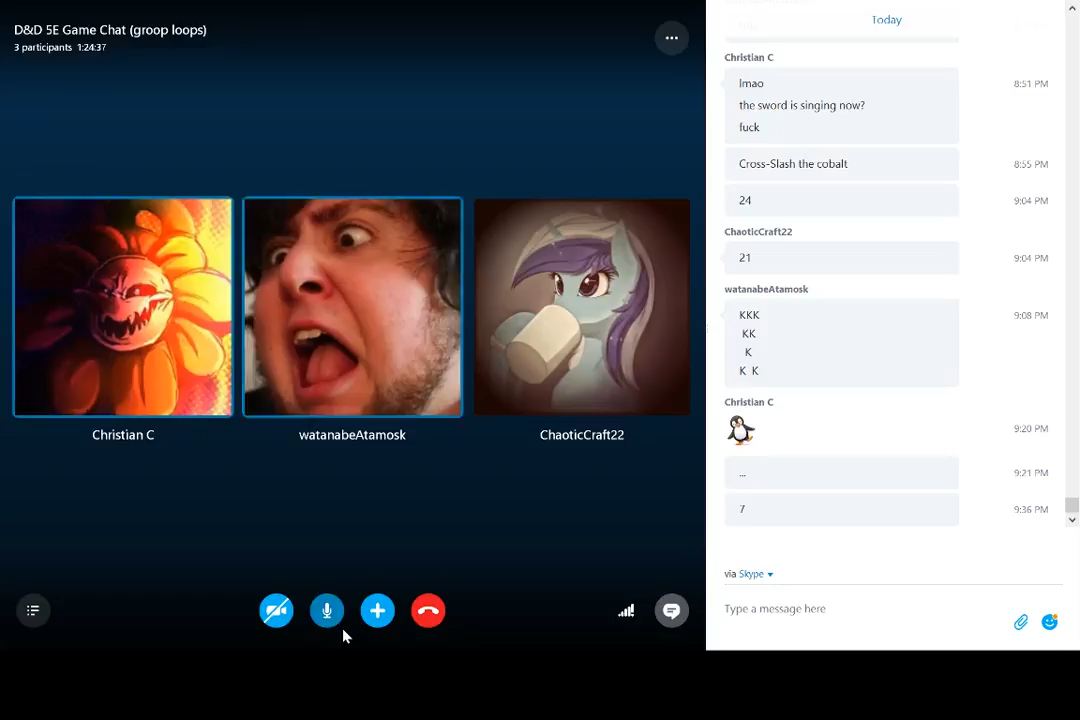 D&D 5E Game Chat (groop loops)
3 participants 1:24:37
Christian C
watanabeAtamosk
ChaoticCraft22
Today
Christian C
lmao 8:51 PM
the sword is singing now?
fuck
Cross-Slash the cobalt 8:55 PM
24 9:04 PM
ChaoticCraft22
21 9:04 PM
watanabeAtamosk
KKK 9:08 PM
KK
K
K K
Christian C
9:20 PM
... 9:21 PM
7 9:36 PM
via Skype
Type a message here